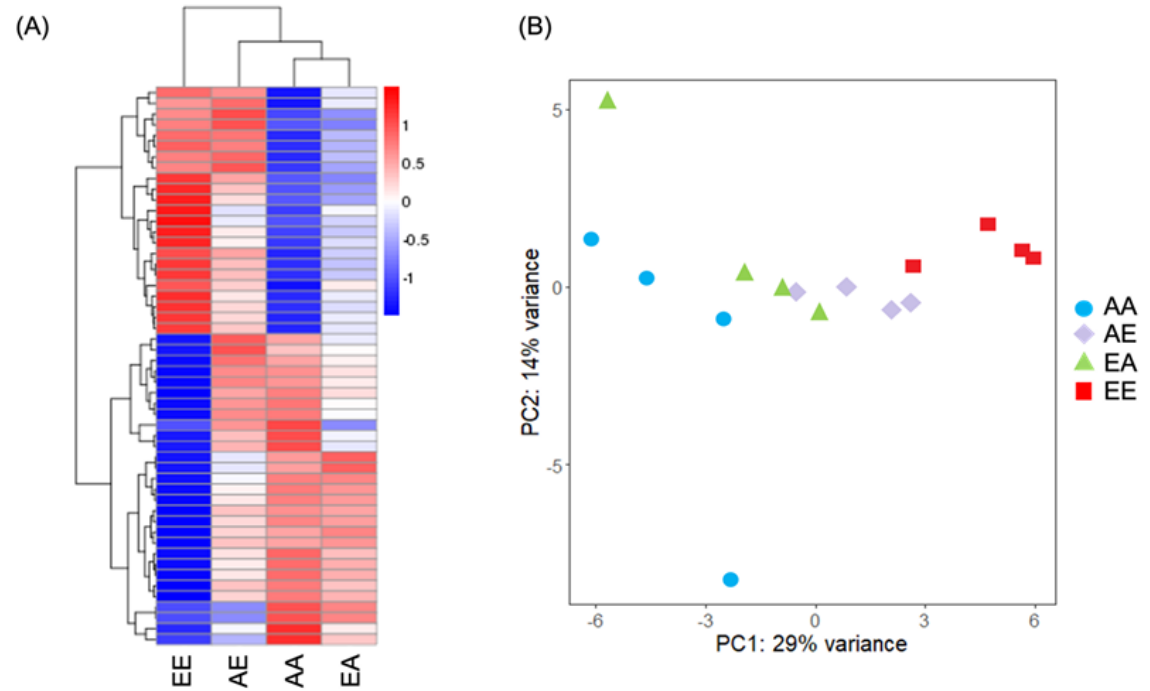 (A)
1
0.5
0
-0.5
-1
EE
AE
AA
EA
(B)
5
0
-5
-6
-3
0
3
6
PC2: 14% variance
PC1: 29% variance
AA
AE
EA
EE